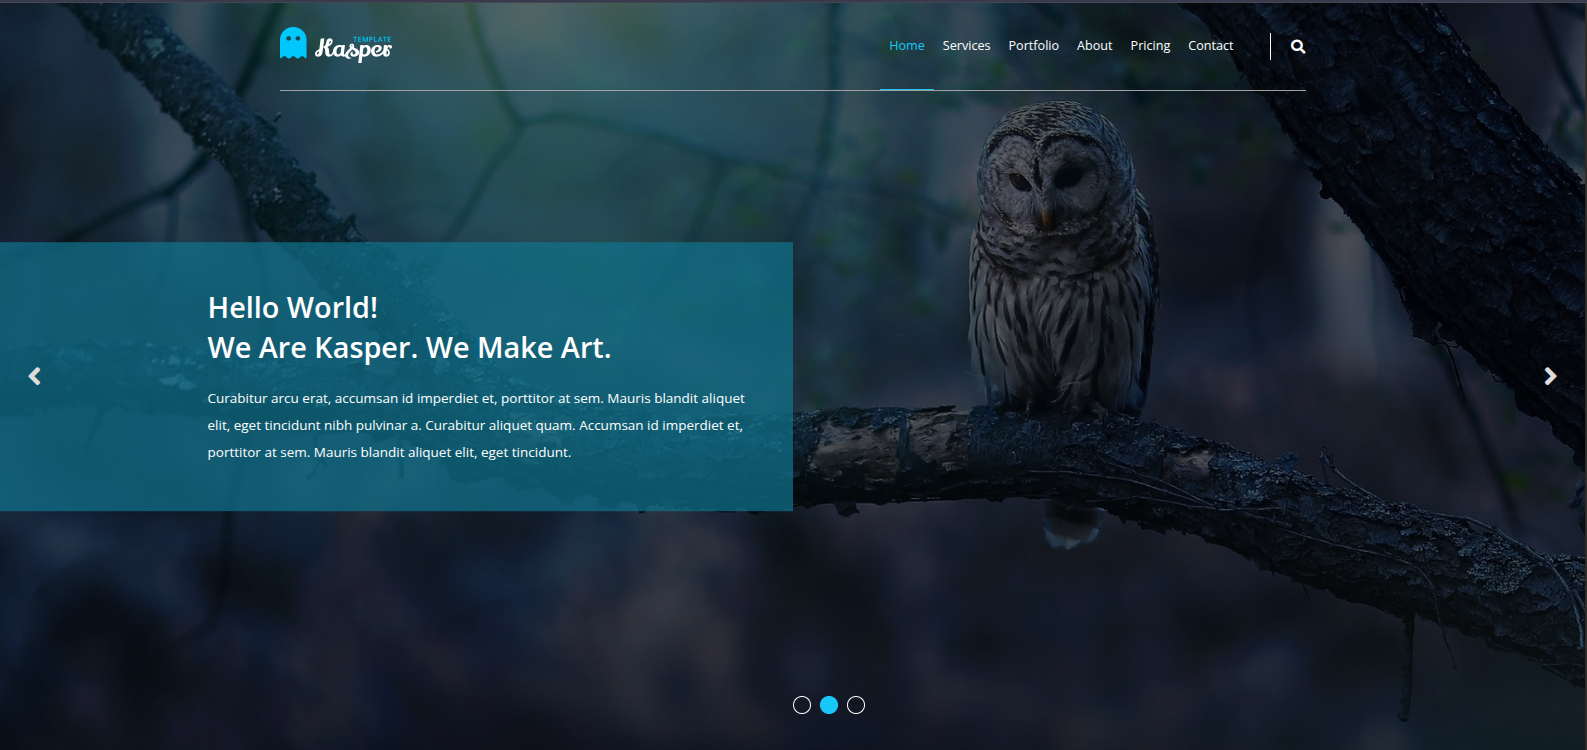 TEMPLATE
Kasper
Home Services Portfolio About Pricing Contact
Hello World!
We Are Kasper. We Make Art.
Curabitur arcu erat, accumsan id imperdiet et, porttitor at sem. Mauris blandit aliquet
elit, eget tincidunt nibh pulvinar a. Curabitur aliquet quam. Accumsan id imperdiet et,
porttitor at sem. Mauris blandit aliquet elit, eget tincidunt.